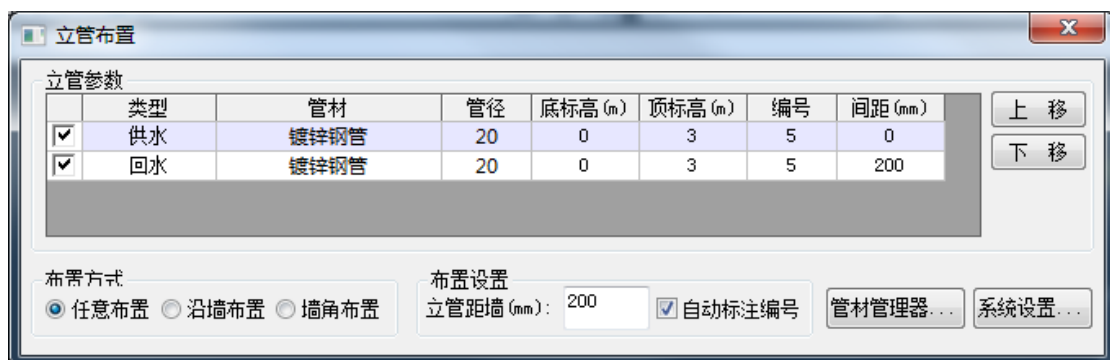 立管布置
立管参数
类型 管材 管径 底标高(m) 顶标高(m) 编号 间距(mm)
供水 镀锌钢管 20 0 3 5 0
回水 镀锌钢管 20 0 3 5 200
上 移
下 移
布置方式
任意布置 沿墙布置 墙角布置
布置设置
立管距墙(mm): 200 自动标注编号
管材管理器... 系统设置...